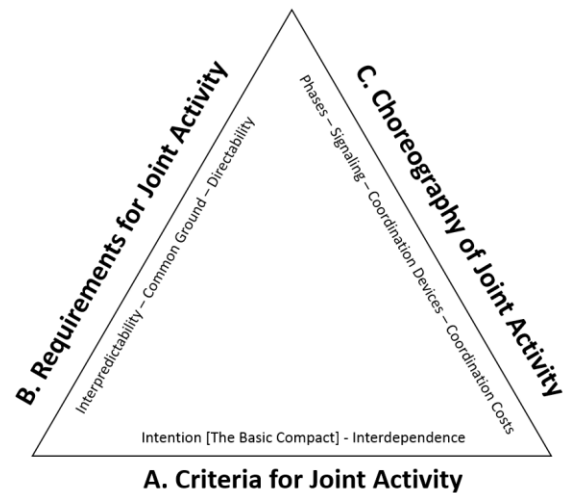 B. Requirements for Joint Activity
Interpredictability – Common Ground – Directability
C. Choreography of Joint Activity
Phases – Signaling – Coordination Devices – Coordination Costs
Intention [The Basic Compact] - Interdependence
A. Criteria for Joint Activity